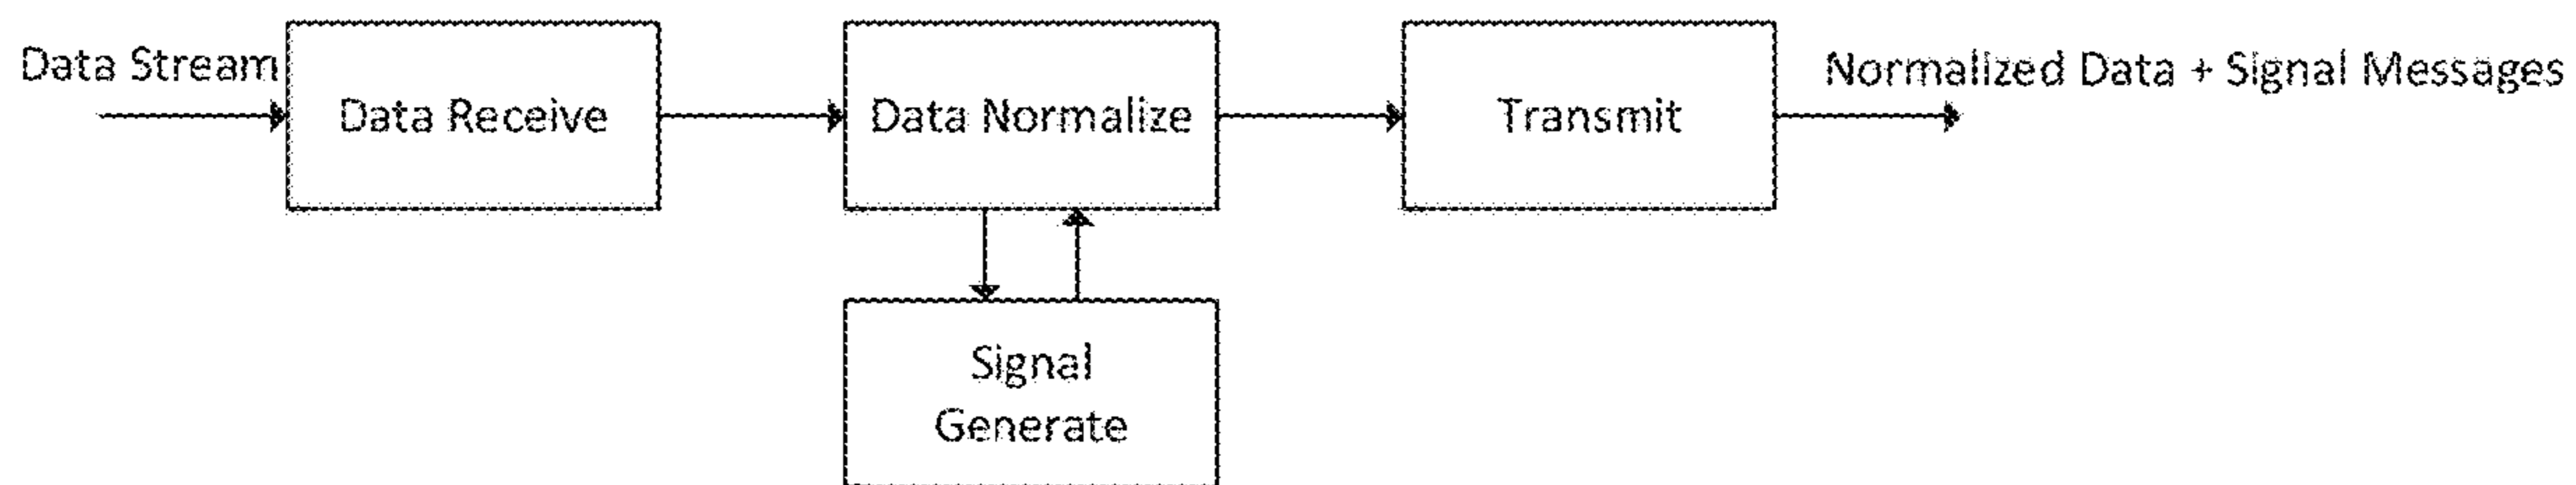 Data Stream
Data Receive
Data Normalize
Transmit
Normalized Data + Signal Messages
Signal
Generate